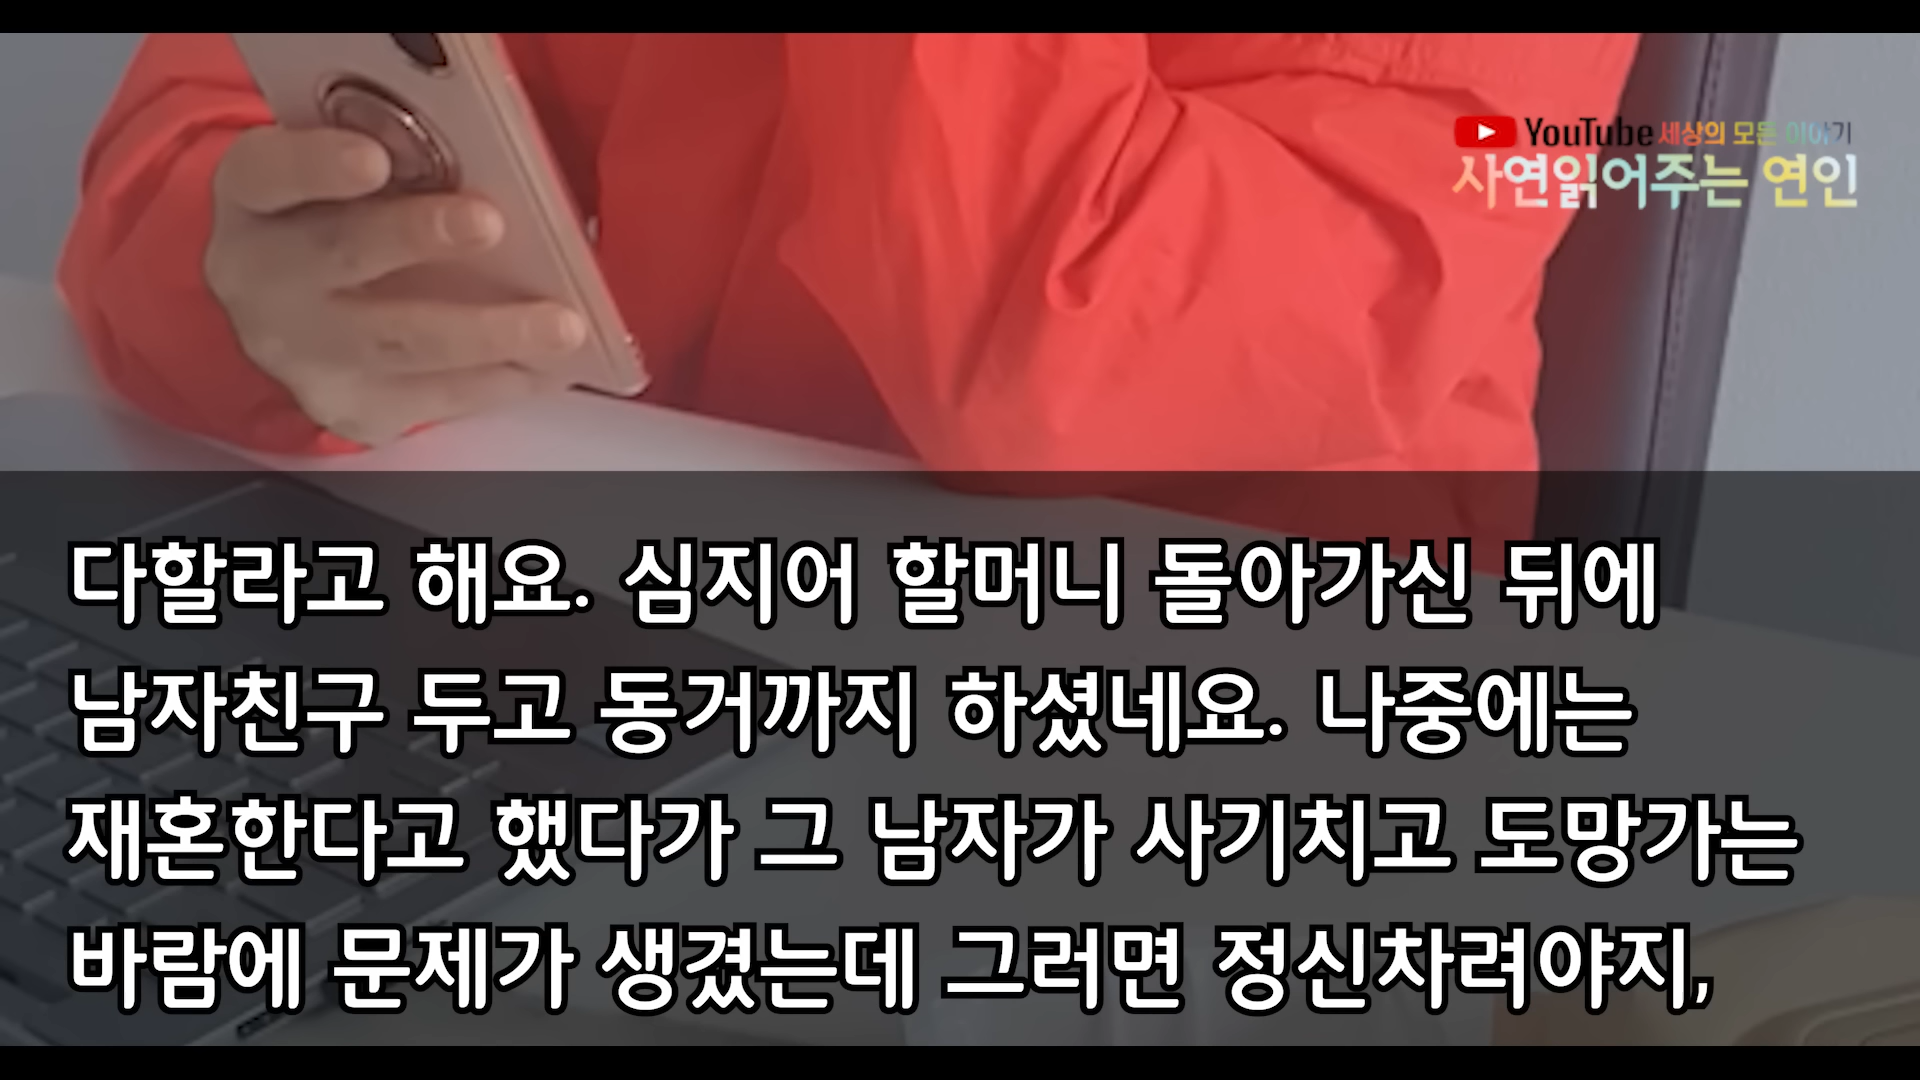 YouTube 세상의 모든 이야기
사연읽어주는 연인
다할라고 해요. 심지어 할머니 돌아가신 뒤에
남자친구 두고 동거까지 하셨네요. 나중에는
재혼한다고 했다가 그 남자가 사기치고 도망가는
바람에 문제가 생겼는데 그러면 정신차려야지,